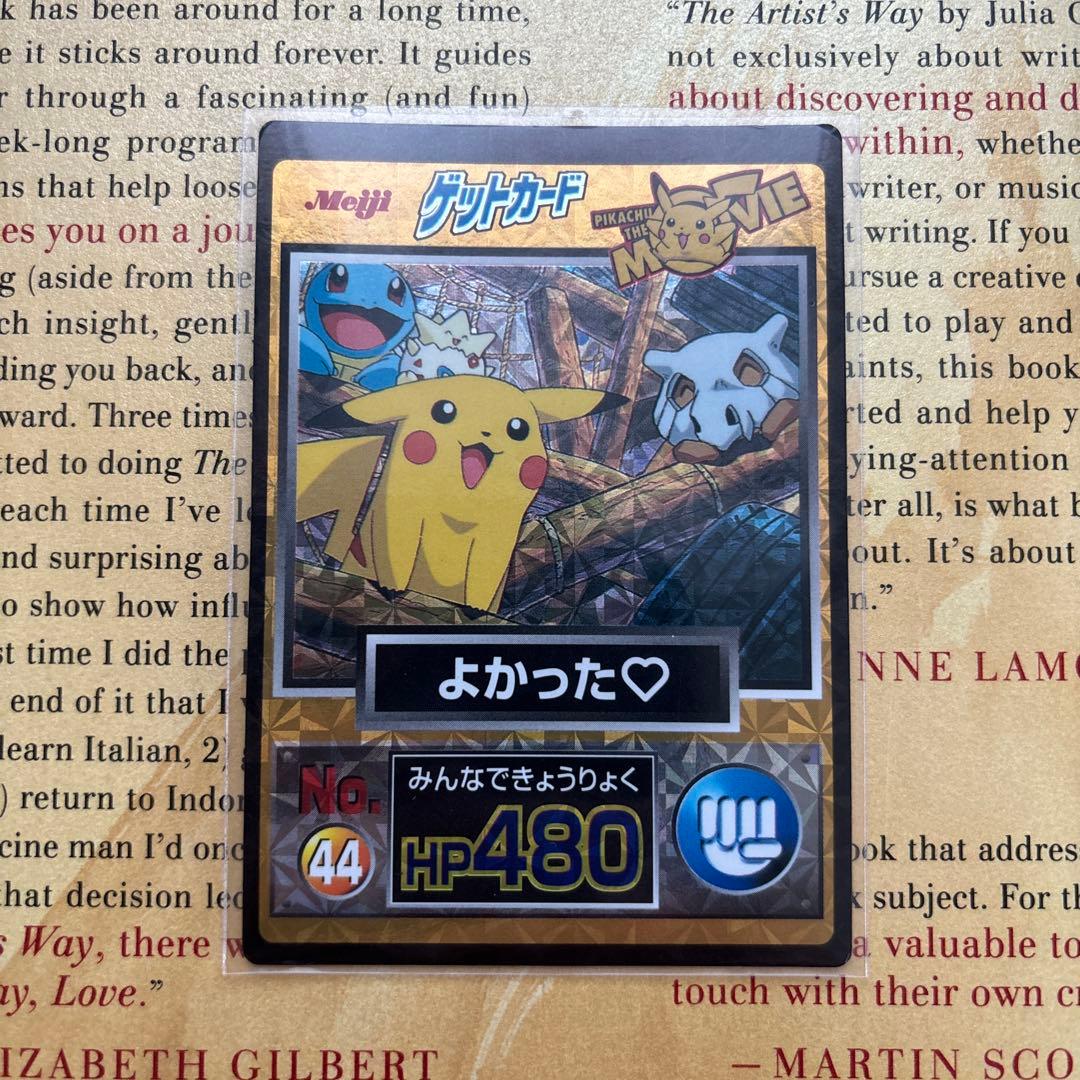 k has been around for a long time,
e it sticks around forever. It guides
r through a fascinating (and fun)
ek-long program
ns that help loose
es you on a jou
g (aside from the
ch insight, gentl
ding you back, and
ward. Three times
tted to doing The
each time I've l
nd surprising ab
o show how influ
st time I did the
end of it that I
learn Italian, 2)
) return to Indon
cine man I'd onc
that decision led
s Way, there w
ay, Love."
IZABETH GILBERT
"The Artist's Way by Julia C
not exclusively about writ
about discovering and d
within, whethe
writer, or music
t writing. If you
ursue a creative
ted to play and
aints, this book
rted and help y
ying-attention
ter all, is what b
out. It's about
n."
NNE LAMO
ok that address
k subject. For th
a valuable to
touch with their own cr
—MARTIN SCO
Meiji
ゲットカード
PIKACHU
THE
MOVIE
よかった♡
No.
44
みんなできょうりょく
HP480